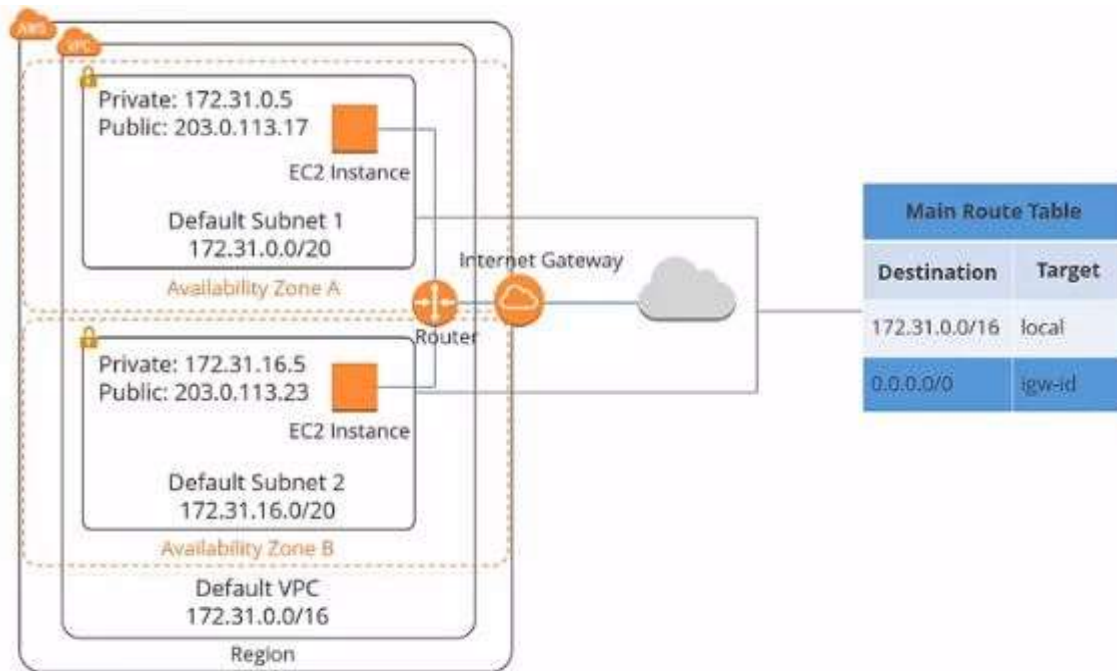 AWS
VPC
Private: 172.31.0.5
Public: 203.0.113.17
EC2 Instance
Default Subnet 1
172.31.0.0/20
Availability Zone A
Internet Gateway
Router
Private: 172.31.16.5
Public: 203.0.113.23
EC2 Instance
Default Subnet 2
172.31.16.0/20
Availability Zone B
Default VPC
172.31.0.0/16
Region
Main Route Table
Destination Target
172.31.0.0/16 local
0.0.0.0/0 igw-id